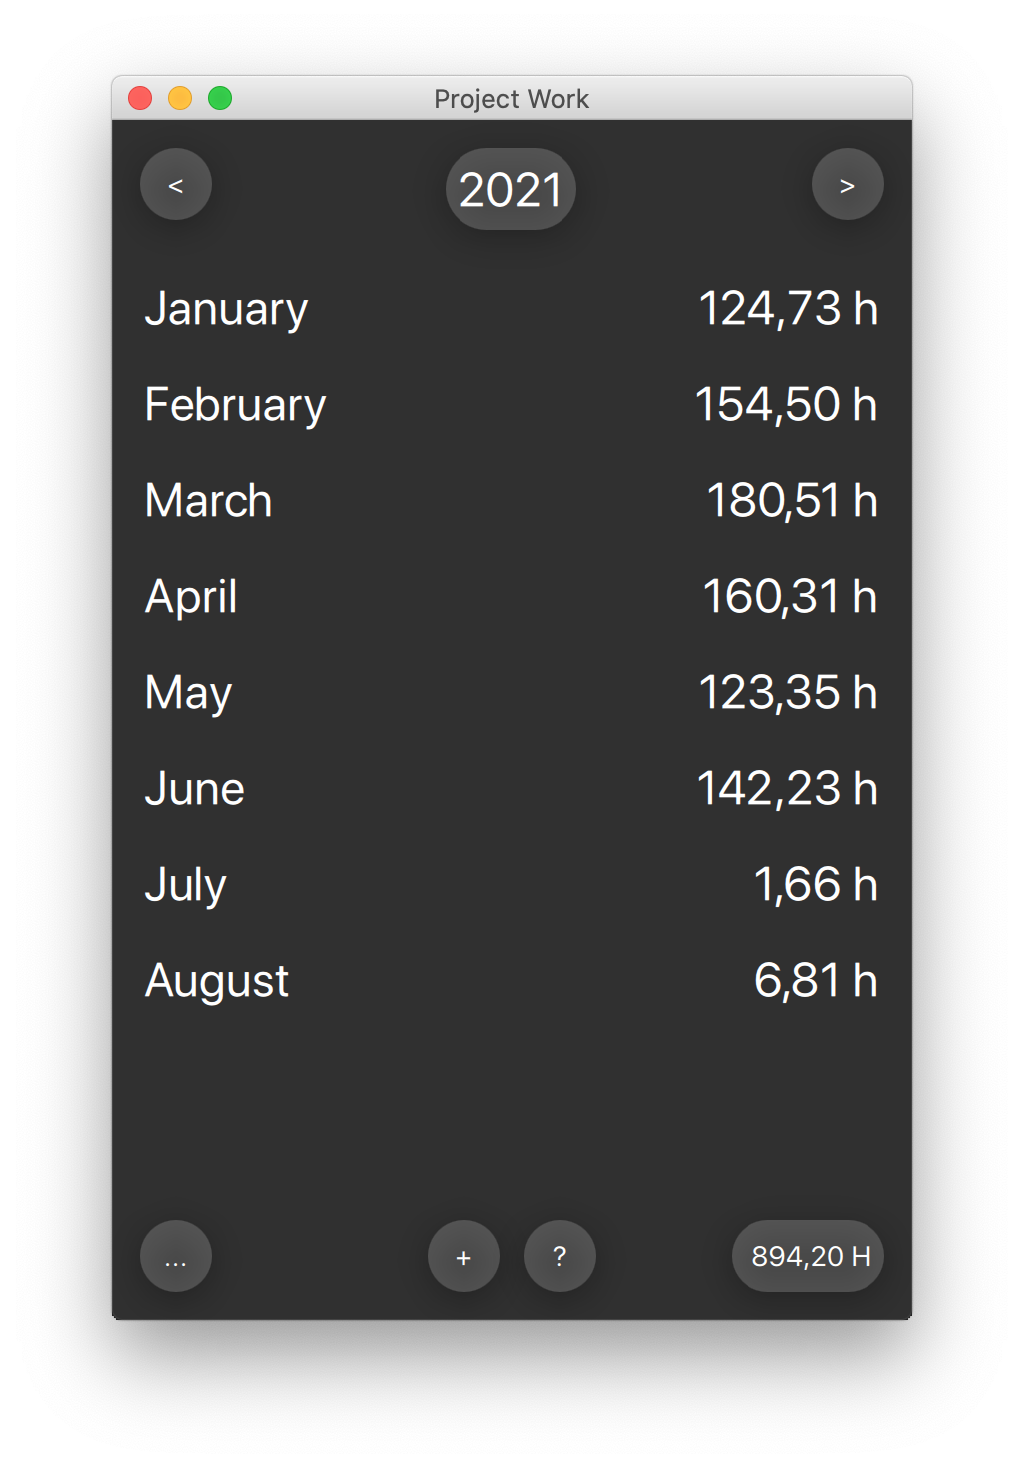 Project Work
< 2021 >
January 124,73 h
February 154,50 h
March 180,51 h
April 160,31 h
May 123,35 h
June 142,23 h
July 1,66 h
August 6,81 h
... + ? 894,20 H